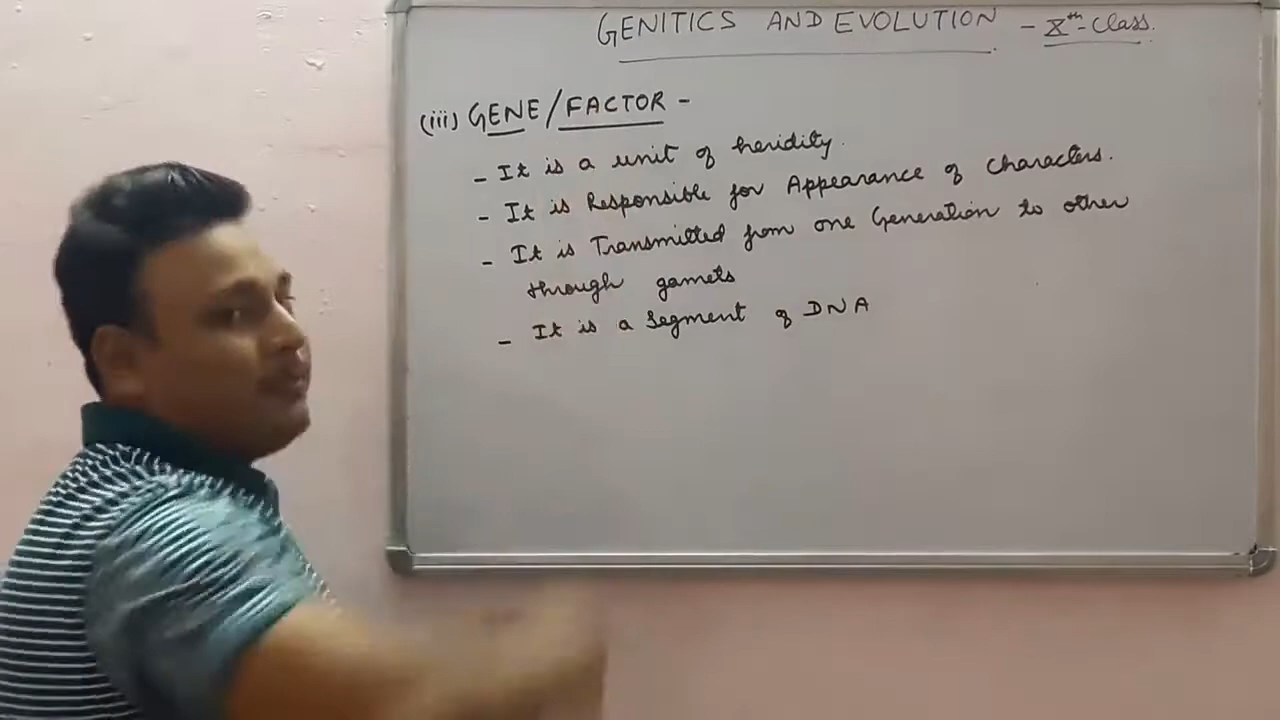 GENITICS AND EVOLUTION - Xth-Class.
(iii) GENE/FACTOR -
- It is a unit of heridity.
- It is Responsible for Appearance of Characters.
- It is Transmitted from one Generation to other
through gamets
- It is a Segment of DNA